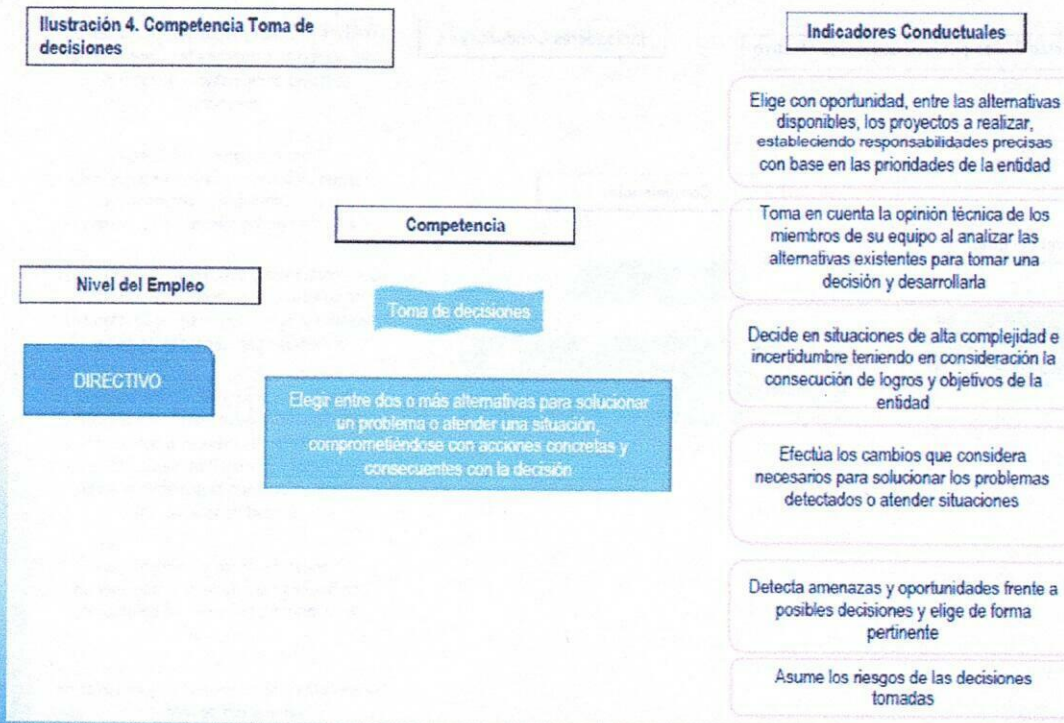 Ilustración 4. Competencia Toma de
decisiones
Nivel del Empleo
DIRECTIVO
Competencia
Toma de decisiones
Elegir entre dos o más alternativas para solucionar
un problema o atender una situación,
comprometiéndose con acciones concretas y
consecuentes con la decisión
Indicadores Conductuales
Elige con oportunidad, entre las alternativas
disponibles, los proyectos a realizar,
estableciendo responsabilidades precisas
con base en las prioridades de la entidad
Toma en cuenta la opinión técnica de los
miembros de su equipo al analizar las
alternativas existentes para tomar una
decisión y desarrollarla
Decide en situaciones de alta complejidad e
incertidumbre teniendo en consideración la
consecución de logros y objetivos de la
entidad
Efectúa los cambios que considera
necesarios para solucionar los problemas
detectados o atender situaciones
Detecta amenazas y oportunidades frente a
posibles decisiones y elige de forma
pertinente
Asume los riesgos de las decisiones
tomadas